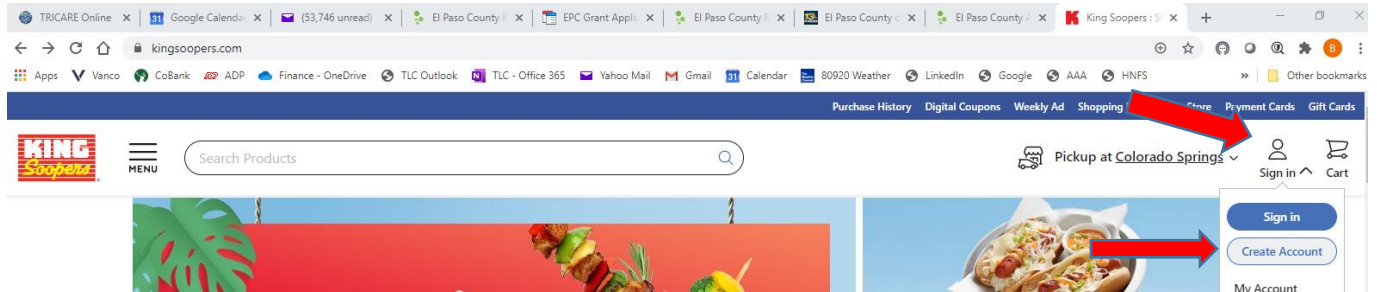 TRICARE Online
31 Google Calenda
(53,746 unread)
El Paso County R
EPC Grant Applic
El Paso County R
El Paso County c
El Paso County A
King Soopers : S
kingsoopers.com
B
Apps
Vanco
CoBank
ADP
Finance - OneDrive
TLC Outlook
TLC - Office 365
Yahoo Mail
Gmail
31 Calendar
80920 Weather
LinkedIn
Google
AAA
HNFS
»
Other bookmarks
Purchase History Digital Coupons Weekly Ad Shopping Store Payment Cards Gift Cards
KING
Soopers
MENU
Search Products
Pickup at Colorado Springs
Sign in
Cart
Sign in
Create Account
My Account